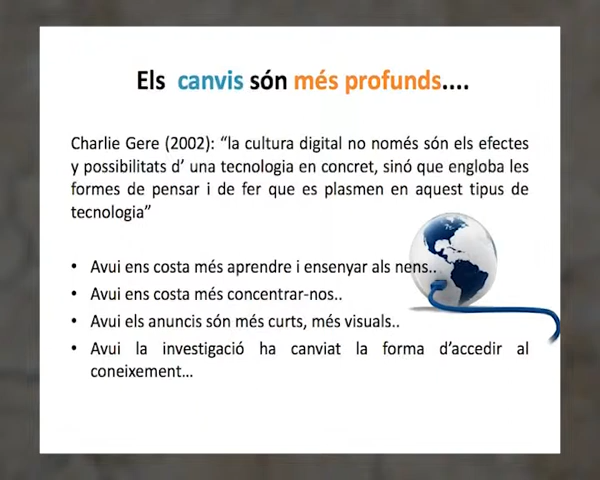 Els canvis són més profunds....
Charlie Gere (2002): “la cultura digital no només són els efectes
y possibilitats d’ una tecnologia en concret, sinó que engloba les
formes de pensar i de fer que es plasmen en aquest tipus de
tecnologia”
• Avui ens costa més aprendre i ensenyar als nens..
• Avui ens costa més concentrar-nos..
• Avui els anuncis són més curts, més visuals..
• Avui la investigació ha canviat la forma d’accedir al
coneixement…